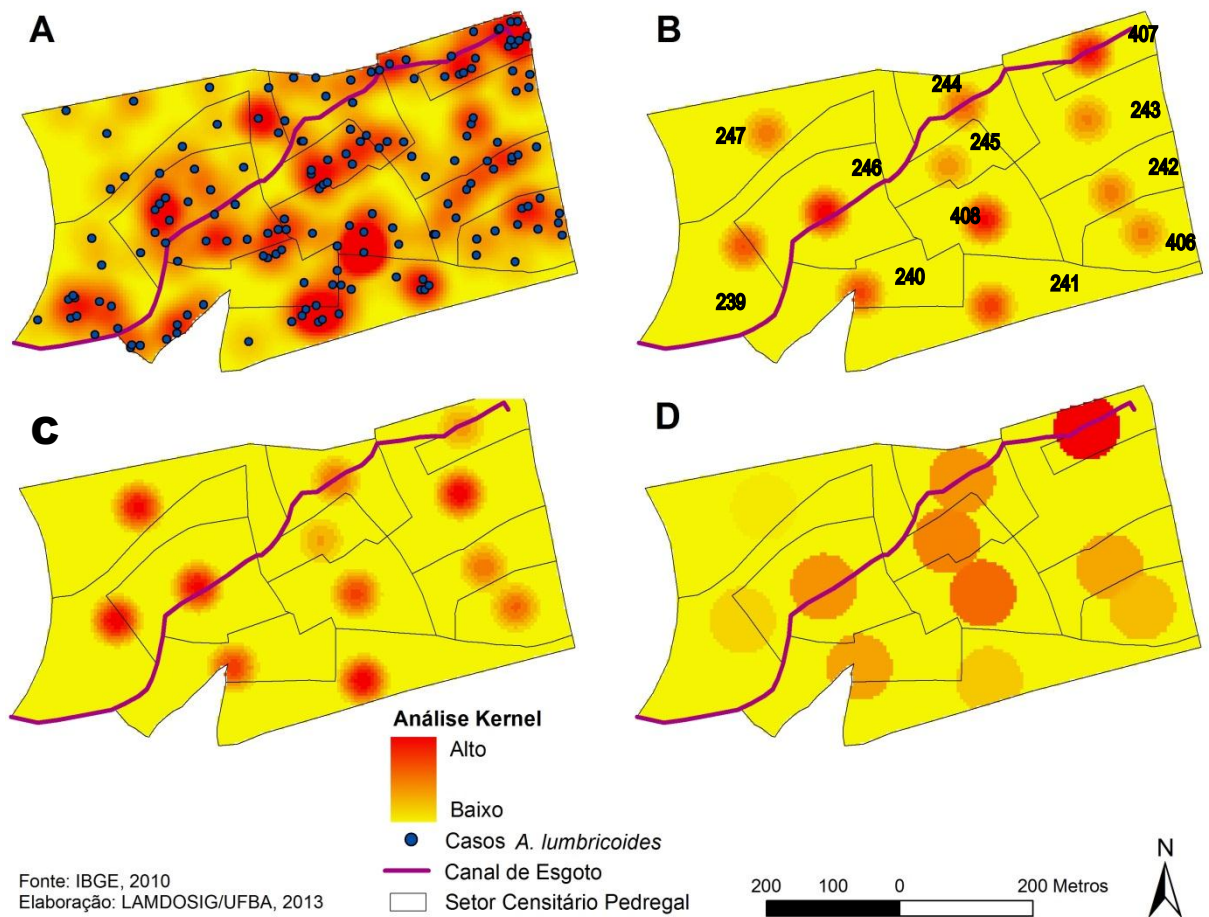 A
B
407
244
243
247
245
246
242
408
406
240
241
239
C
D
Análise Kernel
Alto
Baixo
Casos A. lumbricoides
Canal de Esgoto
Setor Censitário Pedregal
Fonte: IBGE, 2010
Elaboração: LAMDOSIG/UFBA, 2013
200 100 0 200 Metros
N